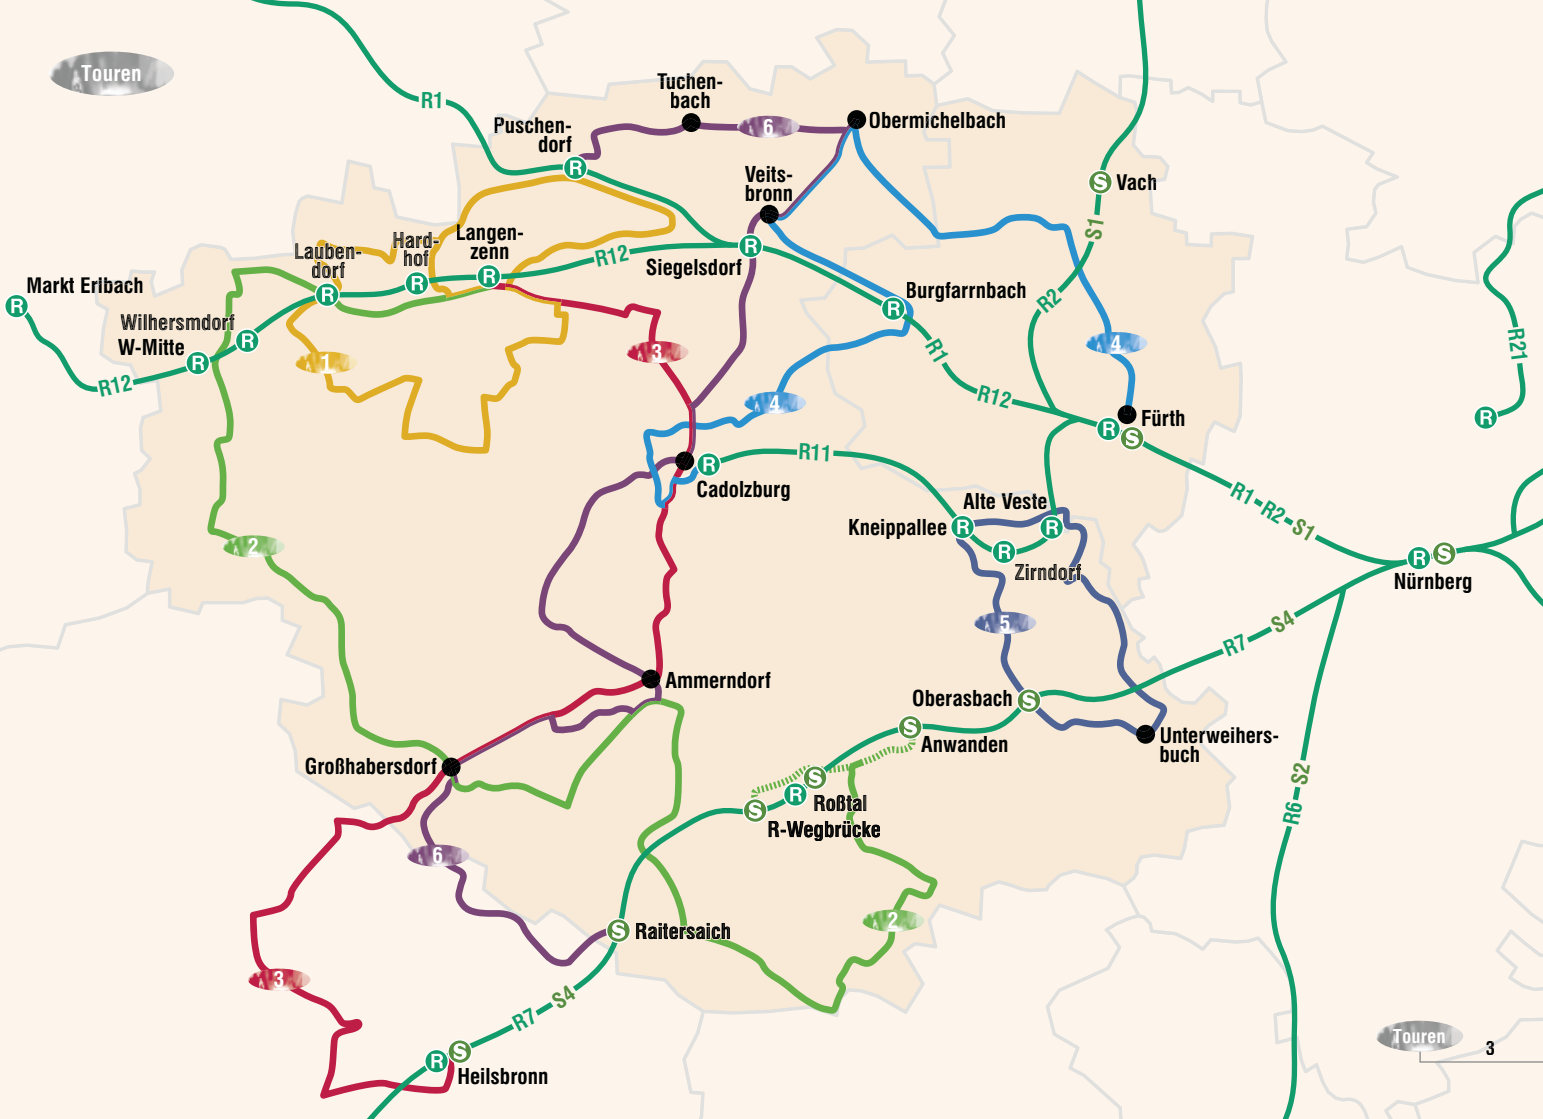 Touren
R1
Tuchen-
bach
6
Obermichelbach
Puschen-
dorf
R
Veits-
bronn
S
Vach
S1
Lauben-
dorf
Hard-
hof
Langen-
zenn
R12
R
Siegelsdorf
R
R
R
Markt Erlbach
R
Burgfarrnbach
R
R2
Wilhersmdorf
W-Mitte
R
R
R12
1
3
R1
4
R21
4
R12
Fürth
R
S
R
R11
R
Cadolzburg
R1
R2
S1
Alte Veste
Kneippallee
R
R
R
Zirndorf
2
R
S
Nürnberg
5
S4
R7
Ammerndorf
Oberasbach
S
S
Anwanden
Unterweihers-
buch
Großhabersdorf
S
R
S
Roßtal
R-Wegbrücke
S2
R6
6
2
S
Raitersaich
3
S4
R7
R
S
Heilsbronn
Touren
3